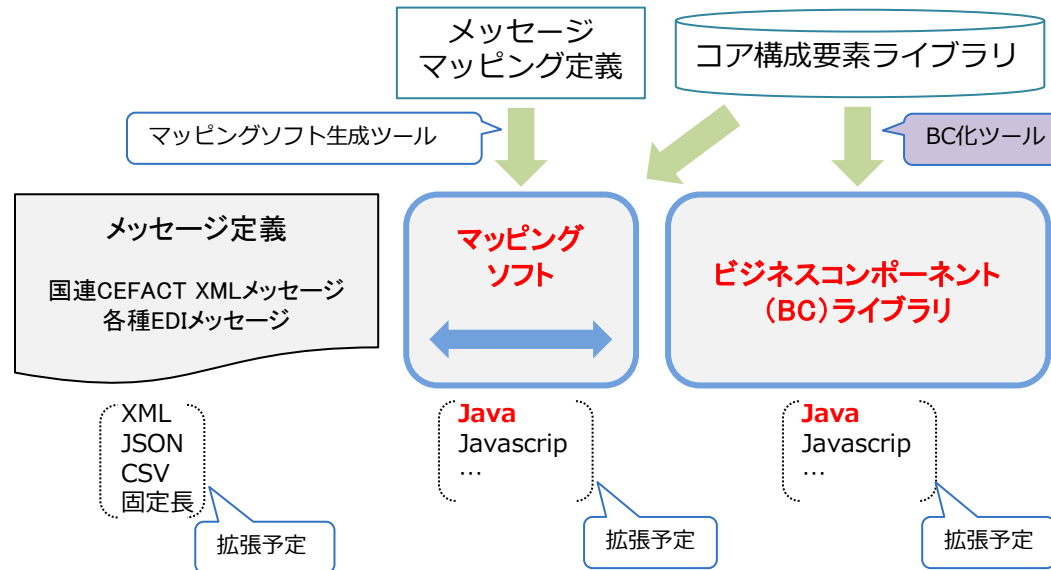 メッセージ
マッピング定義
コア構成要素ライブラリ
マッピングソフト生成ツール
BC化ツール
メッセージ定義
国連CEFACT XMLメッセージ
各種EDIメッセージ
マッピング
ソフト
ビジネスコンポーネント
（BC）ライブラリ
XML
JSON
CSV
固定長
拡張予定
Java
Javascrip
…
拡張予定
Java
Javascrip
…
拡張予定